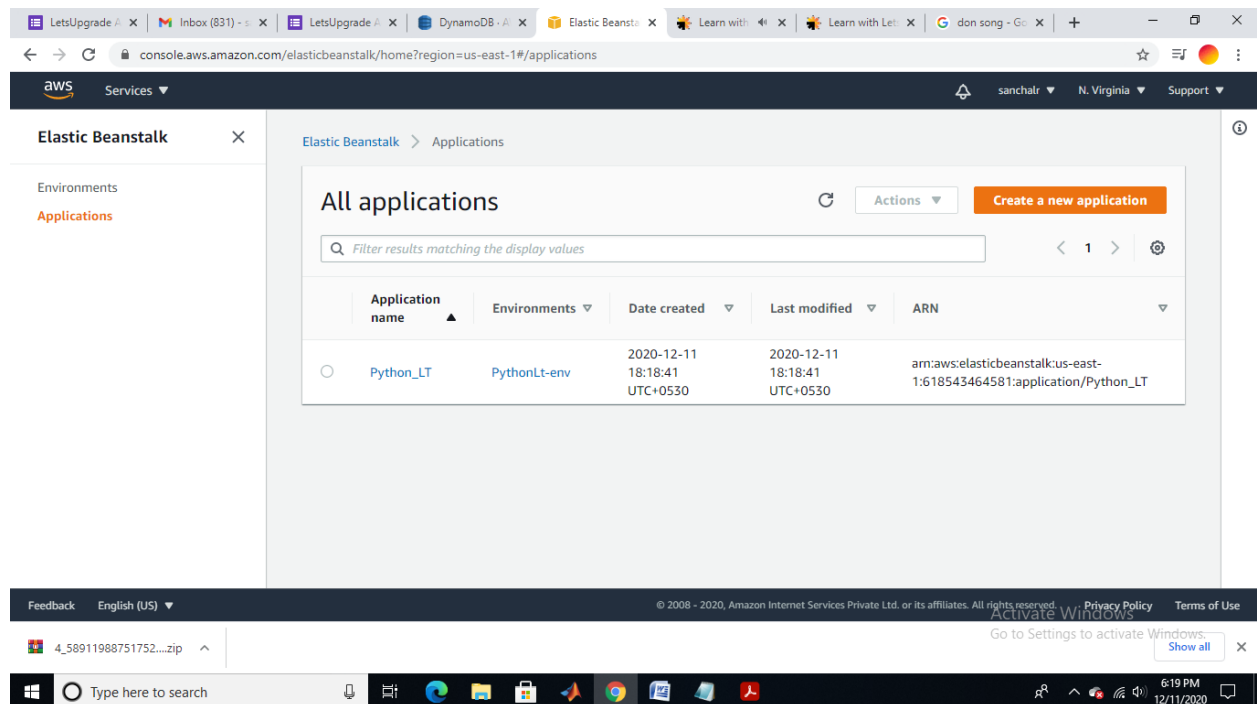 LetsUpgrade A
Inbox (831) - s
LetsUpgrade A
DynamoDB · A
Elastic Beansta
Learn with
Learn with Let
don song - Go
console.aws.amazon.com/elasticbeanstalk/home?region=us-east-1#/applications
aws
Services
sanchalr
N. Virginia
Support
Elastic Beanstalk
Environments
Applications
Elastic Beanstalk > Applications
All applications
Actions
Create a new application
Filter results matching the display values
1
Application
name
Environments
Date created
Last modified
ARN
Python_LT
PythonLt-env
2020-12-11
18:18:41
UTC+0530
2020-12-11
18:18:41
UTC+0530
arn:aws:elasticbeanstalk:us-east-
1:618543464581:application/Python_LT
Feedback
English (US)
© 2008 - 2020, Amazon Internet Services Private Ltd. or its affiliates. All rights reserved.
Privacy Policy
Terms of Use
Activate Windows
Go to Settings to activate Windows.
4_58911988751752....zip
Show all
Type here to search
6:19 PM
12/11/2020